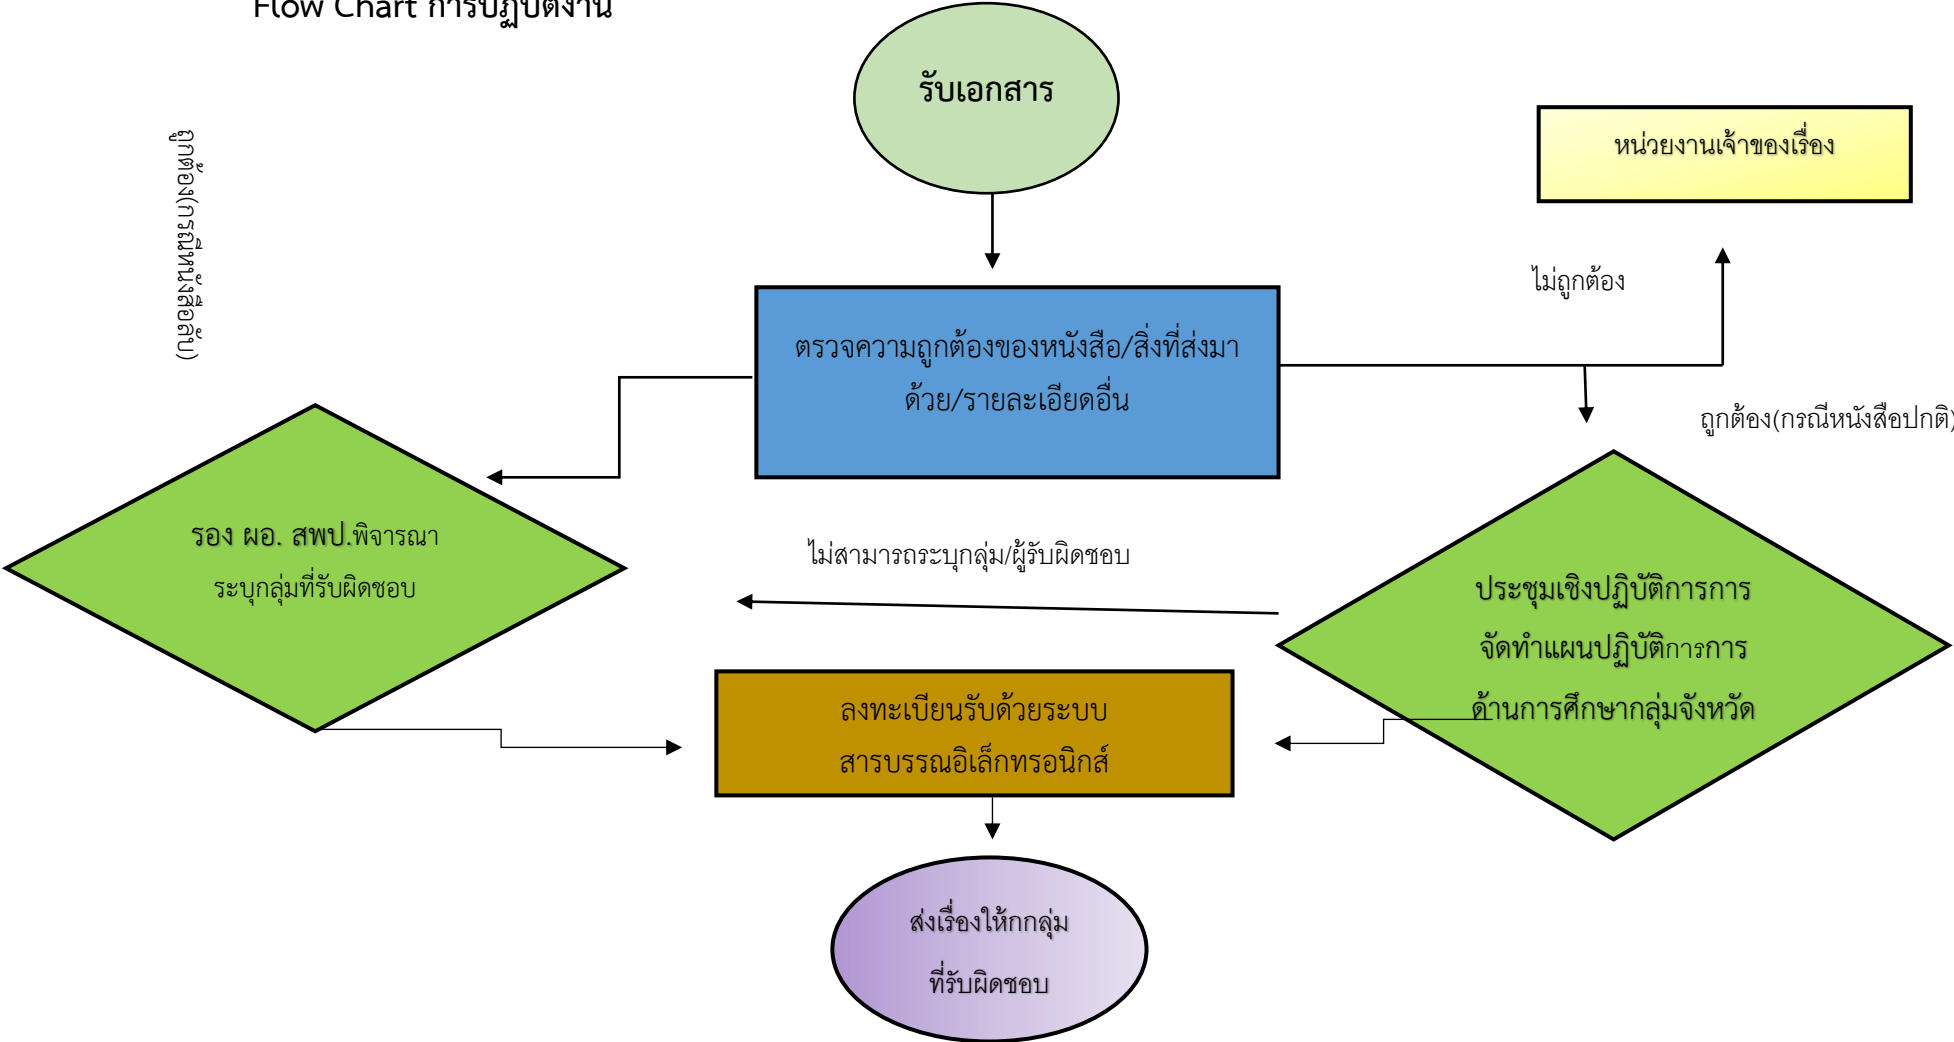 Flow Chart การปฏิบัติงาน
รับเอกสาร
หน่วยงานเจ้าของเรื่อง
ถูกต้อง(กรณีหนังสือลับ)
ไม่ถูกต้อง
ตรวจความถูกต้องของหนังสือ/สิ่งที่ส่งมา
ด้วย/รายละเอียดอื่น
ถูกต้อง(กรณีหนังสือปกติ)
รอง ผอ. สพป.พิจารณา
ระบุกลุ่มที่รับผิดชอบ
ไม่สามารถระบุกลุ่ม/ผู้รับผิดชอบ
ประชุมเชิงปฏิบัติการการ
จัดทำแผนปฏิบัติการการ
ด้านการศึกษากลุ่มจังหวัด
ลงทะเบียนรับด้วยระบบ
สารบรรณอิเล็กทรอนิกส์
ส่งเรื่องให้กกลุ่ม
ที่รับผิดชอบ